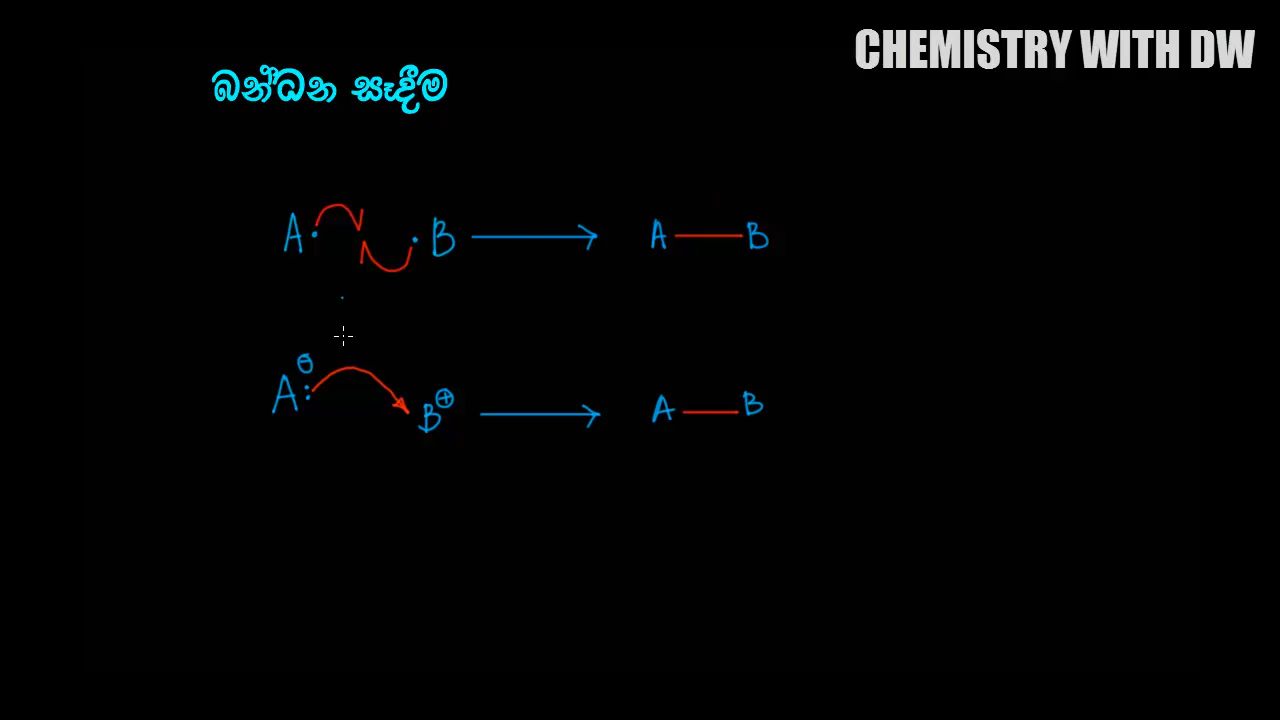 CHEMISTRY WITH DW
බන්ධන සෑදීම
A· ·B ⟶ A — B
A:⊖ B⊕ ⟶ A — B